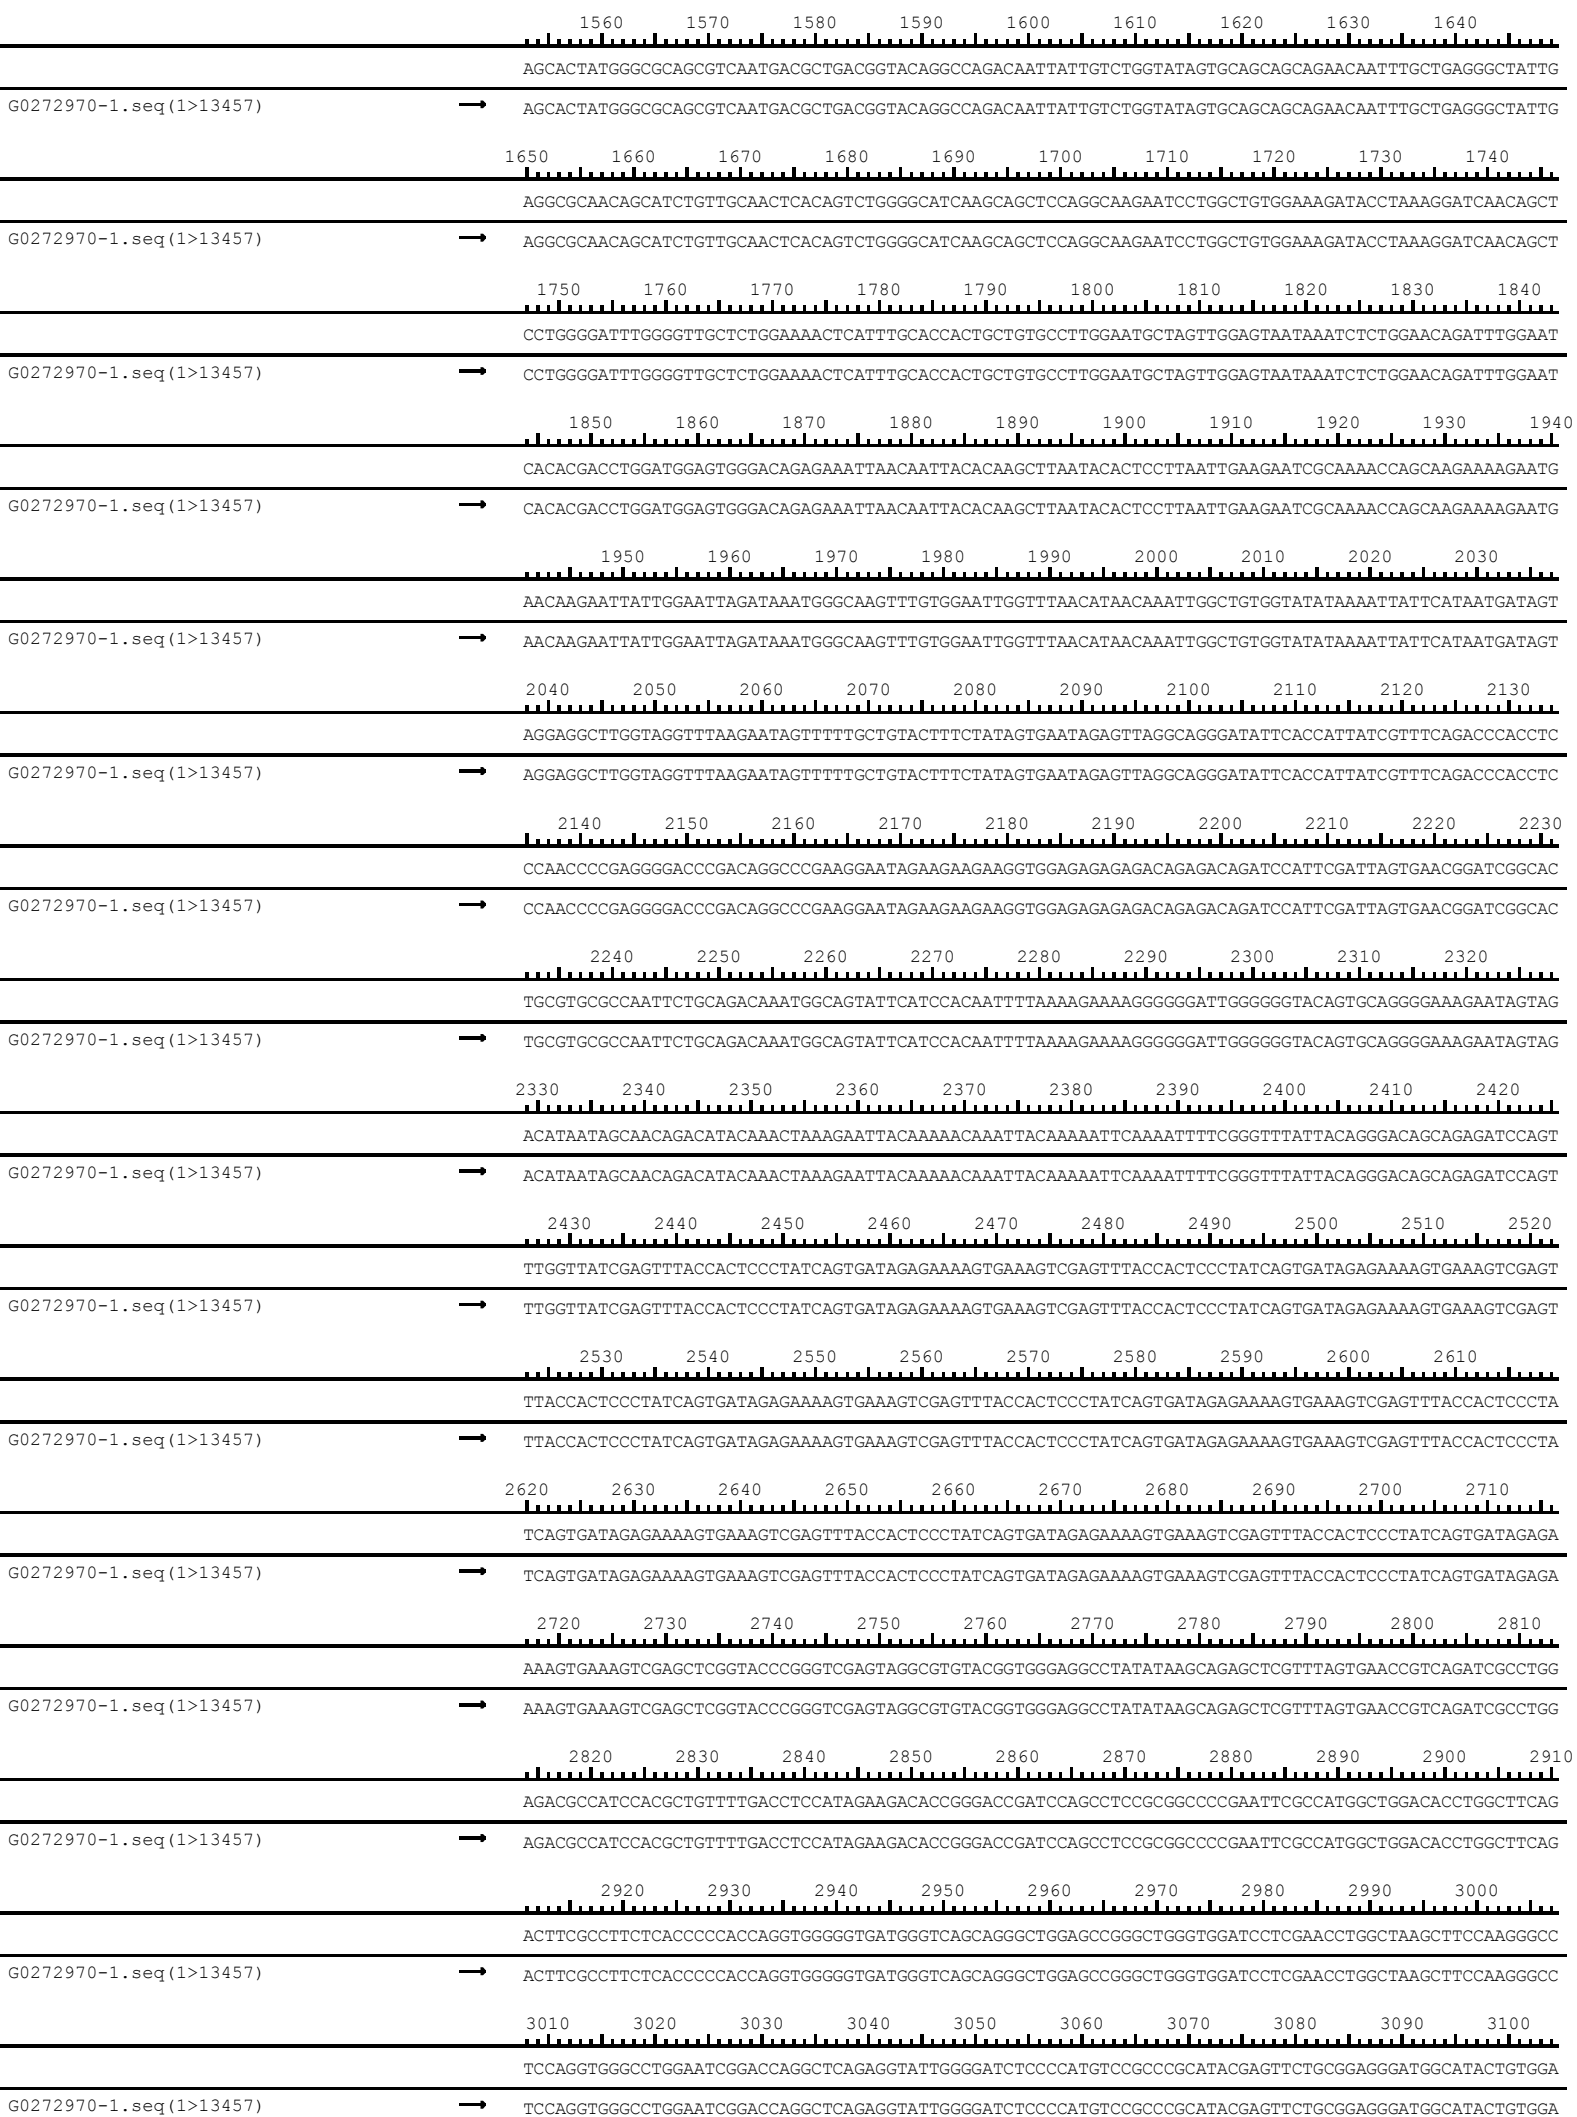 1560 1570 1580 1590 1600 1610 1620 1630 1640
AGCACTATGGGCGCAGCGTCAATGACGCTGACGGTACAGGCCAGACAATTATTGTCTGGTATAGTGCAGCAGCAGAACAATTTGCTGAGGGCTATTG
G0272970-1.seq(1>13457) → AGCACTATGGGCGCAGCGTCAATGACGCTGACGGTACAGGCCAGACAATTATTGTCTGGTATAGTGCAGCAGCAGAACAATTTGCTGAGGGCTATTG
1650 1660 1670 1680 1690 1700 1710 1720 1730 1740
AGGCGCAACAGCATCTGTTGCAACTCACAGTCTGGGGCATCAAGCAGCTCCAGGCAAGAATCCTGGCTGTGGAAAGATACCTAAAGGATCAACAGCT
G0272970-1.seq(1>13457) → AGGCGCAACAGCATCTGTTGCAACTCACAGTCTGGGGCATCAAGCAGCTCCAGGCAAGAATCCTGGCTGTGGAAAGATACCTAAAGGATCAACAGCT
1750 1760 1770 1780 1790 1800 1810 1820 1830 1840
CCTGGGGATTTGGGGTTGCTCTGGAAAACTCATTTGCACCACTGCTGTGCCTTGGAATGCTAGTTGGAGTAATAAATCTCTGGAACAGATTTGGAAT
G0272970-1.seq(1>13457) → CCTGGGGATTTGGGGTTGCTCTGGAAAACTCATTTGCACCACTGCTGTGCCTTGGAATGCTAGTTGGAGTAATAAATCTCTGGAACAGATTTGGAAT
1850 1860 1870 1880 1890 1900 1910 1920 1930 1940
CACACGACCTGGATGGAGTGGGACAGAGAAATTAACAATTACACAAGCTTAATACACTCCTTAATTGAAGAATCGCAAAACCAGCAAGAAAAGAATG
G0272970-1.seq(1>13457) → CACACGACCTGGATGGAGTGGGACAGAGAAATTAACAATTACACAAGCTTAATACACTCCTTAATTGAAGAATCGCAAAACCAGCAAGAAAAGAATG
1950 1960 1970 1980 1990 2000 2010 2020 2030
AACAAGAATTATTGGAATTAGATAAATGGGCAAGTTTGTGGAATTGGTTTAACATAACAAATTGGCTGTGGTATATAAAATTATTCATAATGATAGT
G0272970-1.seq(1>13457) → AACAAGAATTATTGGAATTAGATAAATGGGCAAGTTTGTGGAATTGGTTTAACATAACAAATTGGCTGTGGTATATAAAATTATTCATAATGATAGT
2040 2050 2060 2070 2080 2090 2100 2110 2120 2130
AGGAGGCTTGGTAGGTTTAAGAATAGTTTTTGCTGTACTTTCTATAGTGAATAGAGTTAGGCAGGGATATTCACCATTATCGTTTCAGACCCACCTC
G0272970-1.seq(1>13457) → AGGAGGCTTGGTAGGTTTAAGAATAGTTTTTGCTGTACTTTCTATAGTGAATAGAGTTAGGCAGGGATATTCACCATTATCGTTTCAGACCCACCTC
2140 2150 2160 2170 2180 2190 2200 2210 2220 2230
CCAACCCCGAGGGGACCCGACAGGCCCGAAGGAATAGAAGAAGAAGGTGGAGAGAGAGACAGAGACAGATCCATTCGATTAGTGAACGGATCGGCAC
G0272970-1.seq(1>13457) → CCAACCCCGAGGGGACCCGACAGGCCCGAAGGAATAGAAGAAGAAGGTGGAGAGAGAGACAGAGACAGATCCATTCGATTAGTGAACGGATCGGCAC
2240 2250 2260 2270 2280 2290 2300 2310 2320
TGCGTGCGCCAATTCTGCAGACAAATGGCAGTATTCATCCACAATTTTAAAAGAAAAGGGGGGATTGGGGGGTACAGTGCAGGGGAAAGAATAGTAG
G0272970-1.seq(1>13457) → TGCGTGCGCCAATTCTGCAGACAAATGGCAGTATTCATCCACAATTTTAAAAGAAAAGGGGGGATTGGGGGGTACAGTGCAGGGGAAAGAATAGTAG
2330 2340 2350 2360 2370 2380 2390 2400 2410 2420
ACATAATAGCAACAGACATACAAACTAAAGAATTACAAAAACAAATTACAAAAATTCAAAATTTTCGGGTTTATTACAGGGACAGCAGAGATCCAGT
G0272970-1.seq(1>13457) → ACATAATAGCAACAGACATACAAACTAAAGAATTACAAAAACAAATTACAAAAATTCAAAATTTTCGGGTTTATTACAGGGACAGCAGAGATCCAGT
2430 2440 2450 2460 2470 2480 2490 2500 2510 2520
TTGGTTATCGAGTTTACCACTCCCTATCAGTGATAGAGAAAAGTGAAAGTCGAGTTTACCACTCCCTATCAGTGATAGAGAAAAGTGAAAGTCGAGT
G0272970-1.seq(1>13457) → TTGGTTATCGAGTTTACCACTCCCTATCAGTGATAGAGAAAAGTGAAAGTCGAGTTTACCACTCCCTATCAGTGATAGAGAAAAGTGAAAGTCGAGT
2530 2540 2550 2560 2570 2580 2590 2600 2610
TTACCACTCCCTATCAGTGATAGAGAAAAGTGAAAGTCGAGTTTACCACTCCCTATCAGTGATAGAGAAAAGTGAAAGTCGAGTTTACCACTCCCTA
G0272970-1.seq(1>13457) → TTACCACTCCCTATCAGTGATAGAGAAAAGTGAAAGTCGAGTTTACCACTCCCTATCAGTGATAGAGAAAAGTGAAAGTCGAGTTTACCACTCCCTA
2620 2630 2640 2650 2660 2670 2680 2690 2700 2710
TCAGTGATAGAGAAAAGTGAAAGTCGAGTTTACCACTCCCTATCAGTGATAGAGAAAAGTGAAAGTCGAGTTTACCACTCCCTATCAGTGATAGAGA
G0272970-1.seq(1>13457) → TCAGTGATAGAGAAAAGTGAAAGTCGAGTTTACCACTCCCTATCAGTGATAGAGAAAAGTGAAAGTCGAGTTTACCACTCCCTATCAGTGATAGAGA
2720 2730 2740 2750 2760 2770 2780 2790 2800 2810
AAAGTGAAAGTCGAGCTCGGTACCCGGGTCGAGTAGGCGTGTACGGTGGGAGGCCTATATAAGCAGAGCTCGTTTAGTGAACCGTCAGATCGCCTGG
G0272970-1.seq(1>13457) → AAAGTGAAAGTCGAGCTCGGTACCCGGGTCGAGTAGGCGTGTACGGTGGGAGGCCTATATAAGCAGAGCTCGTTTAGTGAACCGTCAGATCGCCTGG
2820 2830 2840 2850 2860 2870 2880 2890 2900 2910
AGACGCCATCCACGCTGTTTTGACCTCCATAGAAGACACCGGGACCGATCCAGCCTCCGCGGCCCCGAATTCGCCATGGCTGGACACCTGGCTTCAG
G0272970-1.seq(1>13457) → AGACGCCATCCACGCTGTTTTGACCTCCATAGAAGACACCGGGACCGATCCAGCCTCCGCGGCCCCGAATTCGCCATGGCTGGACACCTGGCTTCAG
2920 2930 2940 2950 2960 2970 2980 2990 3000
ACTTCGCCTTCTCACCCCCACCAGGTGGGGGTGATGGGTCAGCAGGGCTGGAGCCGGGCTGGGTGGATCCTCGAACCTGGCTAAGCTTCCAAGGGCC
G0272970-1.seq(1>13457) → ACTTCGCCTTCTCACCCCCACCAGGTGGGGGTGATGGGTCAGCAGGGCTGGAGCCGGGCTGGGTGGATCCTCGAACCTGGCTAAGCTTCCAAGGGCC
3010 3020 3030 3040 3050 3060 3070 3080 3090 3100
TCCAGGTGGGCCTGGAATCGGACCAGGCTCAGAGGTATTGGGGATCTCCCCATGTCCGCCCGCATACGAGTTCTGCGGAGGGATGGCATACTGTGGA
G0272970-1.seq(1>13457) → TCCAGGTGGGCCTGGAATCGGACCAGGCTCAGAGGTATTGGGGATCTCCCCATGTCCGCCCGCATACGAGTTCTGCGGAGGGATGGCATACTGTGGA